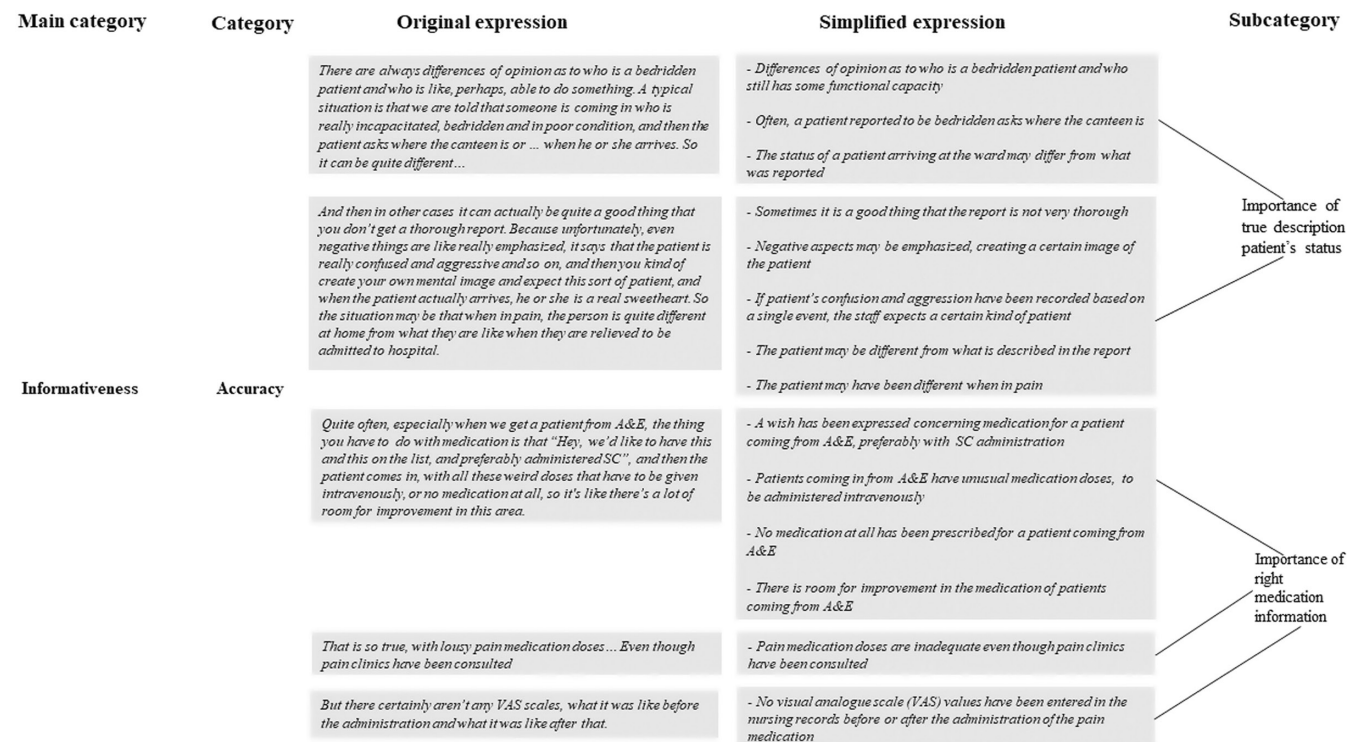 Main category
Category
Original expression
Simplified expression
Subcategory
There are always differences of opinion as to who is a bedridden
patient and who is like, perhaps, able to do something. A typical
situation is that we are told that someone is coming in who is
really incapacitated, bedridden and in poor condition, and then the
patient asks where the canteen is or … when he or she arrives. So
it can be quite different…
- Differences of opinion as to who is a bedridden patient and who
still has some functional capacity
- Often, a patient reported to be bedridden asks where the canteen is
- The status of a patient arriving at the ward may differ from what
was reported
And then in other cases it can actually be quite a good thing that
you don't get a thorough report. Because unfortunately, even
negative things are like really emphasized, it says that the patient is
really confused and aggressive and so on, and then you kind of
create your own mental image and expect this sort of patient, and
when the patient actually arrives, he or she is a real sweetheart. So
the situation may be that when in pain, the person is quite different
at home from what they are like when they are relieved to be
admitted to hospital.
- Sometimes it is a good thing that the report is not very thorough
- Negative aspects may be emphasized, creating a certain image of
the patient
- If patient's confusion and aggression have been recorded based on
a single event, the staff expects a certain kind of patient
- The patient may be different from what is described in the report
- The patient may have been different when in pain
Importance of
true description
patient's status
Informativeness
Accuracy
Quite often, especially when we get a patient from A&E, the thing
you have to do with medication is that “Hey, we'd like to have this
and this on the list, and preferably administered SC”, and then the
patient comes in, with all these weird doses that have to be given
intravenously, or no medication at all, so it's like there's a lot of
room for improvement in this area.
- A wish has been expressed concerning medication for a patient
coming from A&E, preferably with SC administration
- Patients coming in from A&E have unusual medication doses, to
be administered intravenously
- No medication at all has been prescribed for a patient coming from
A&E
- There is room for improvement in the medication of patients
coming from A&E
Importance of
right
medication
information
That is so true, with lousy pain medication doses… Even though
pain clinics have been consulted
- Pain medication doses are inadequate even though pain clinics
have been consulted
But there certainly aren't any VAS scales, what it was like before
the administration and what it was like after that.
- No visual analogue scale (VAS) values have been entered in the
nursing records before or after the administration of the pain
medication